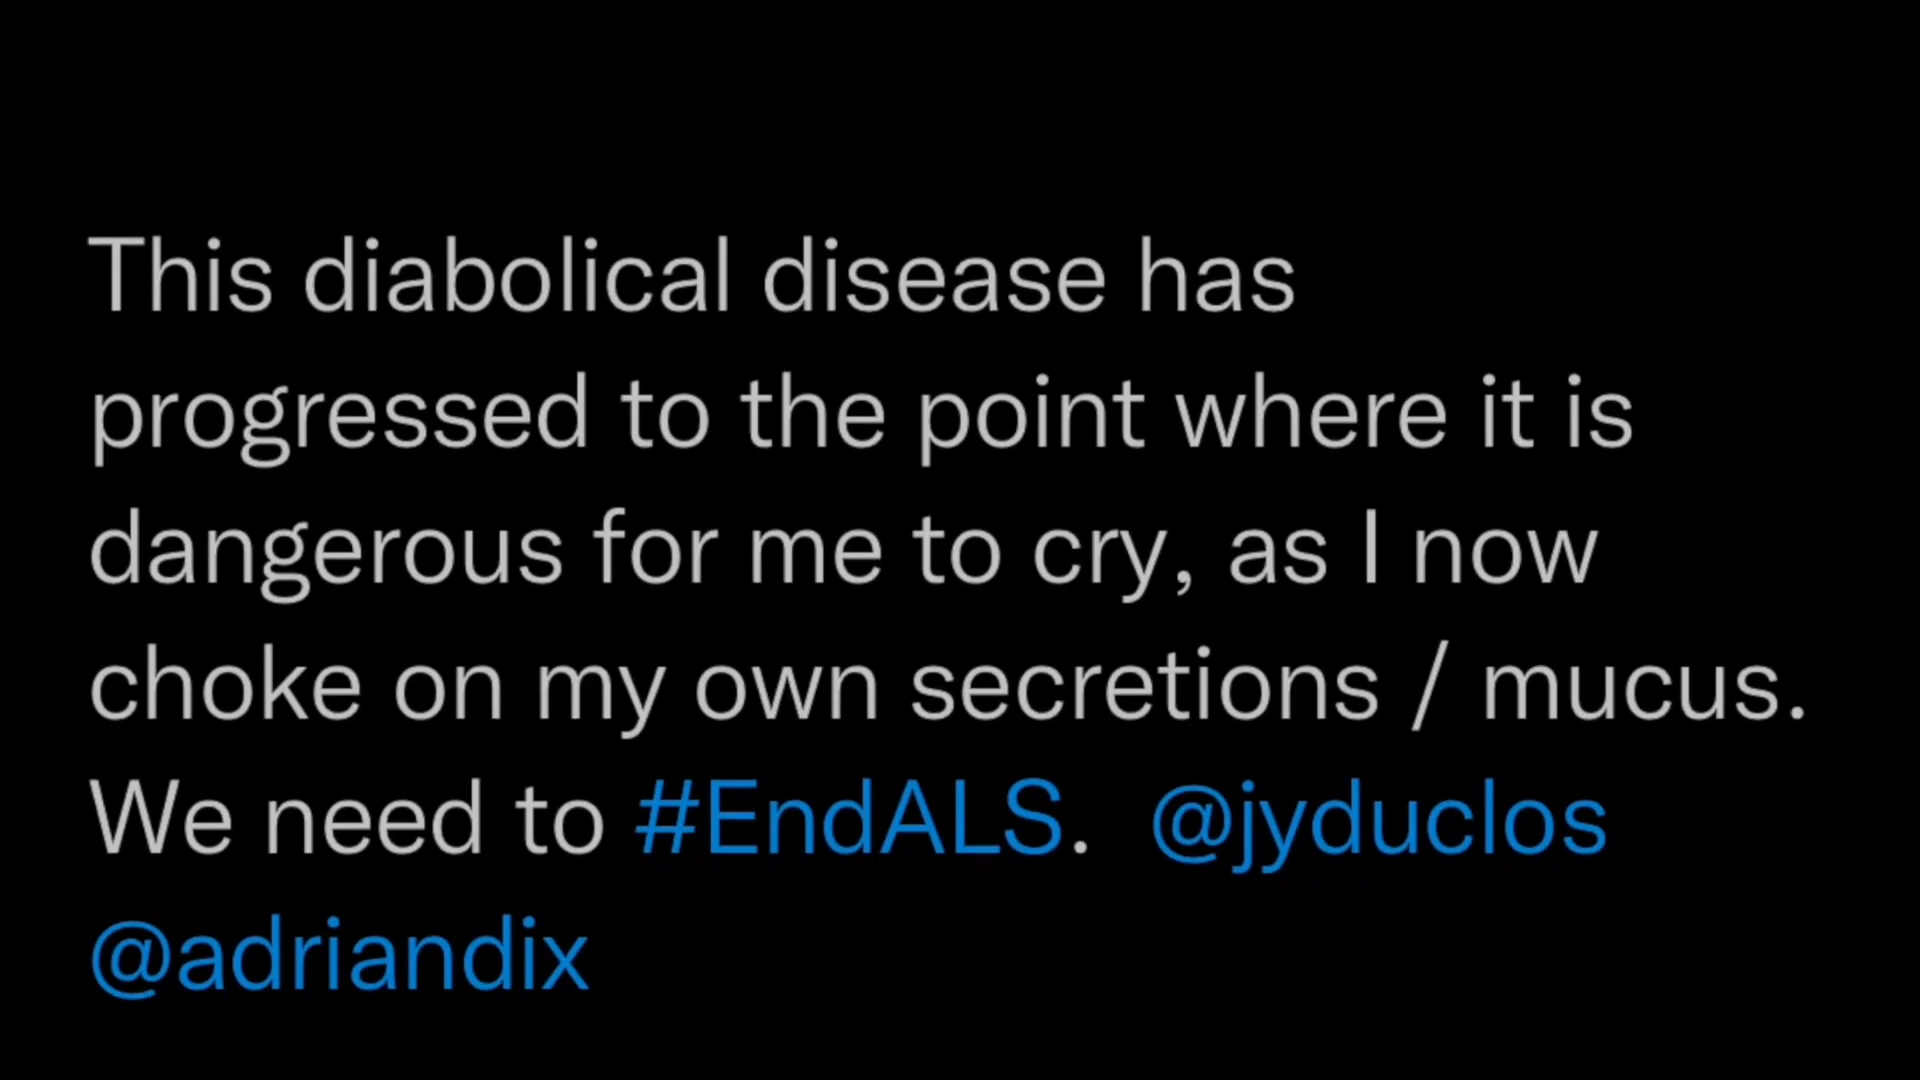 This diabolical disease has
progressed to the point where it is
dangerous for me to cry, as I now
choke on my own secretions / mucus.
We need to #EndALS. @jyduclos
@adriandix